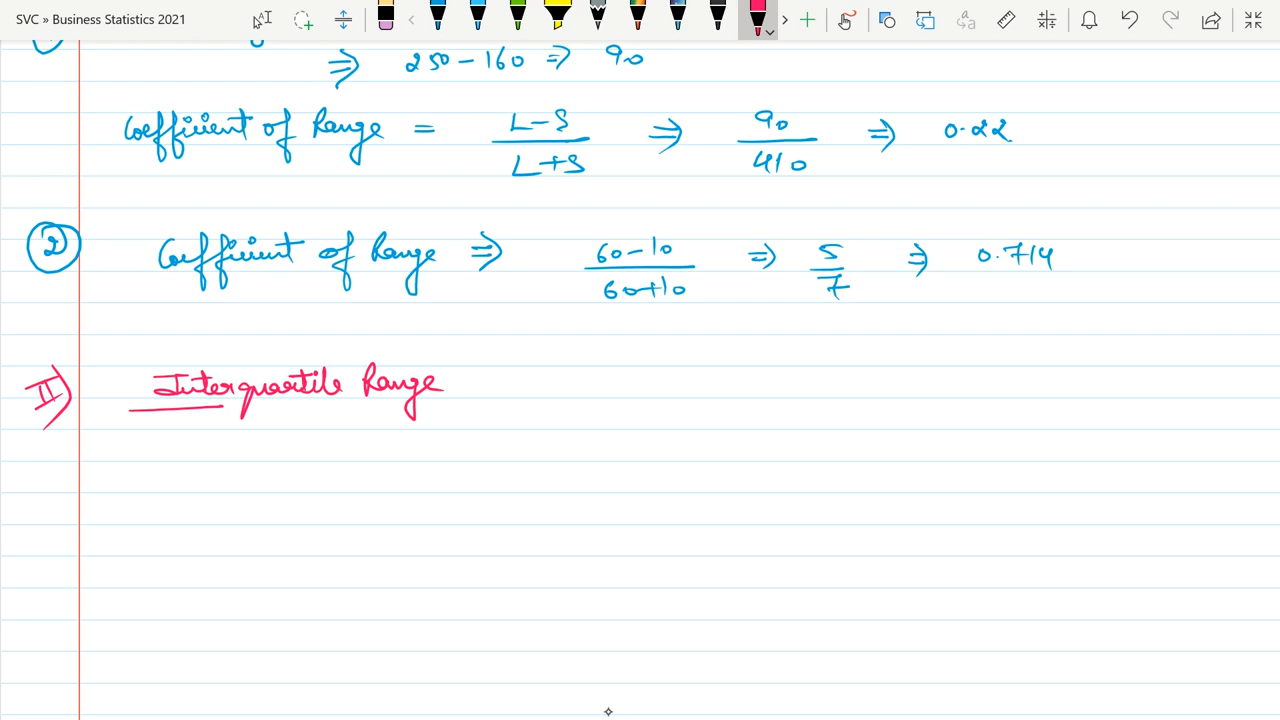 SVC » Business Statistics 2021
⇒ 250 - 160 ⇒ 90
Coefficient of Range = L-S / L+S ⇒ 90 / 410 ⇒ 0.22
2 Coefficient of Range ⇒ 60-10 / 60+10 ⇒ 5 / 7 ⇒ 0.714
II) Interquartile Range